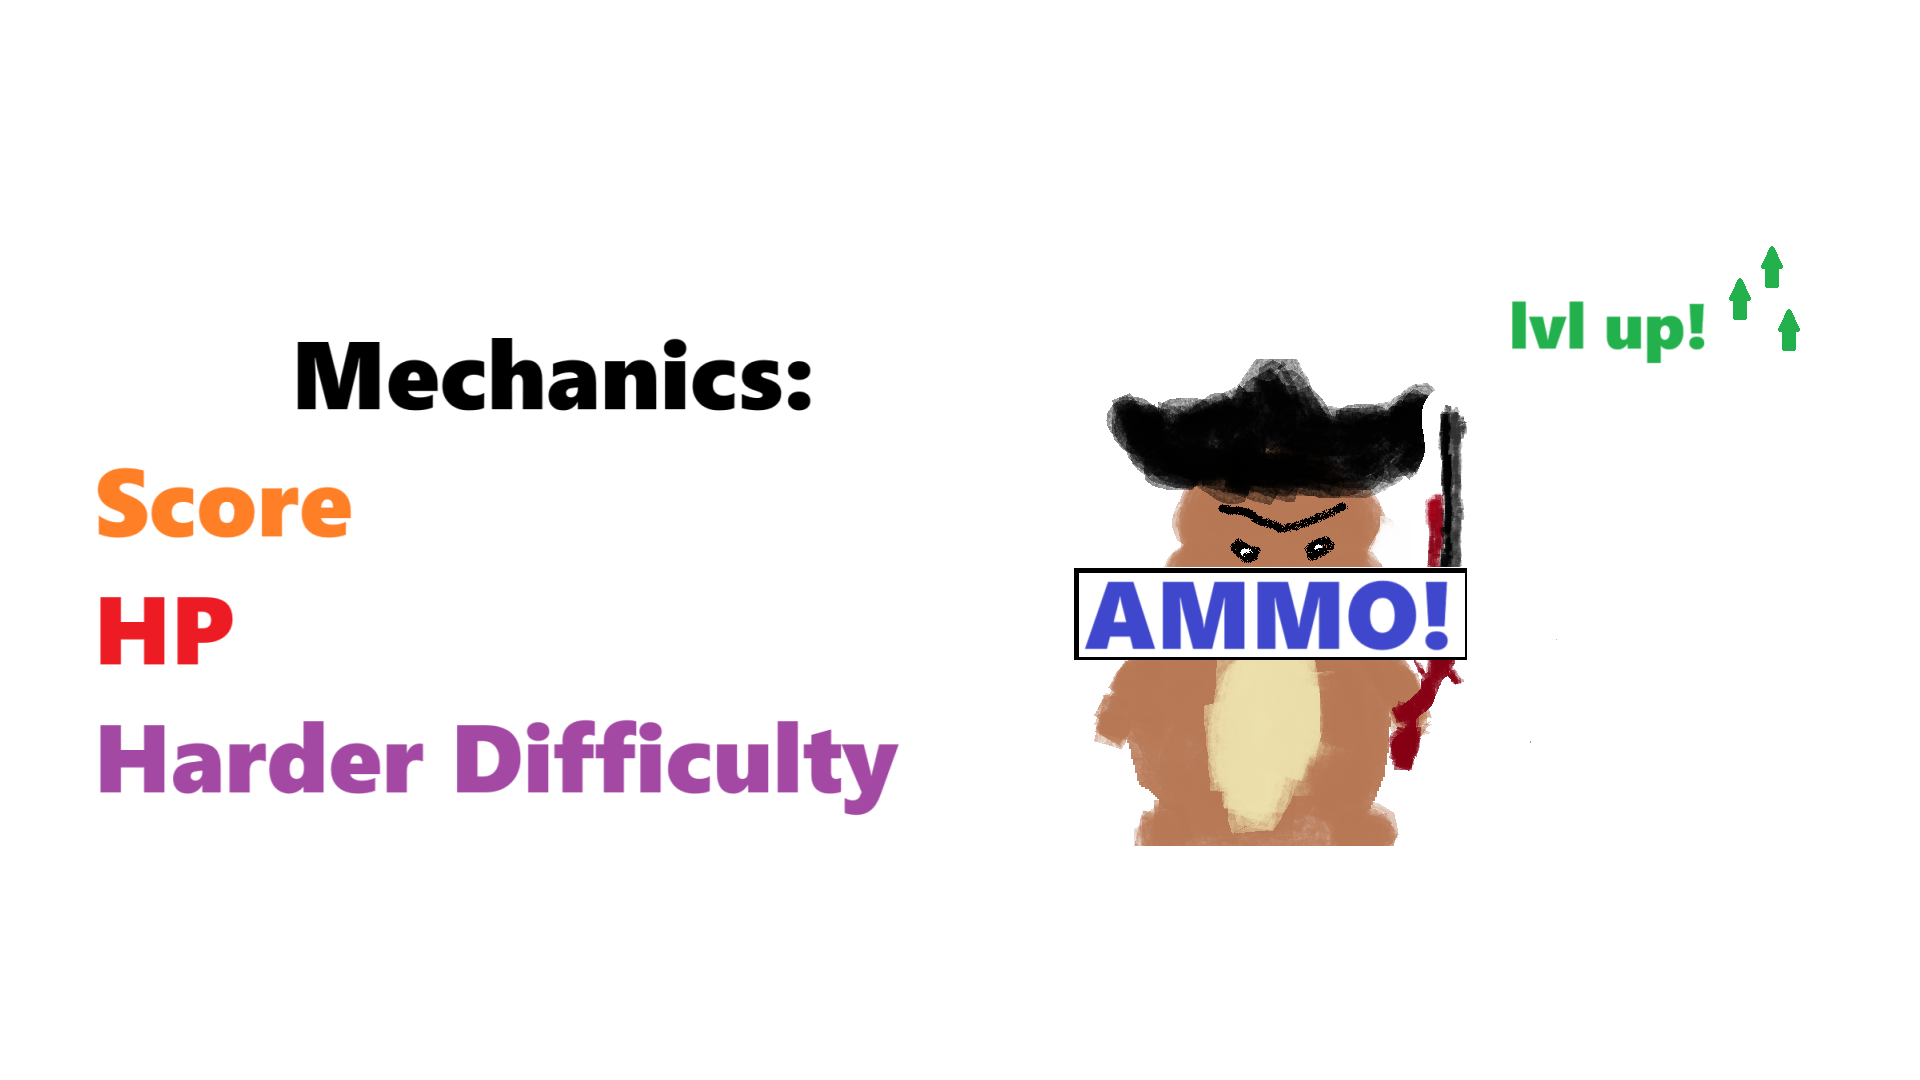 Mechanics:
Score
HP
Harder Difficulty
lvl up!
AMMO!